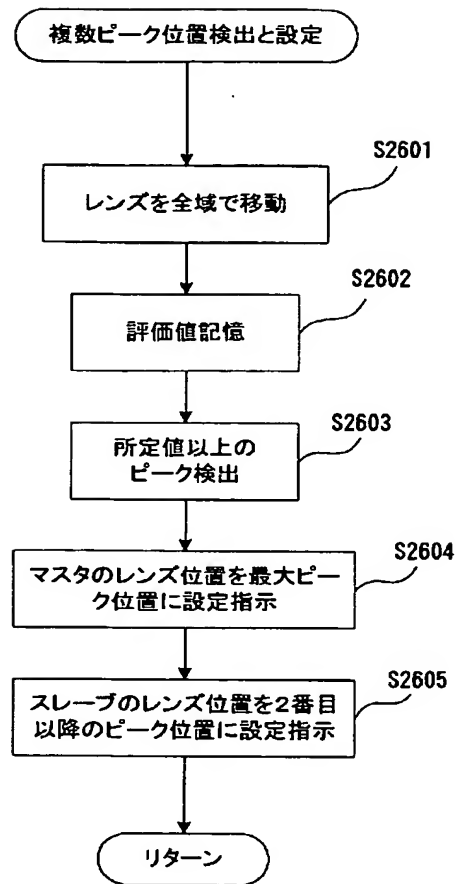 複数ピーク位置検出と設定
S2601
レンズを全域で移動
S2602
評価値記憶
S2603
所定値以上の
ピーク検出
S2604
マスタのレンズ位置を最大ピー
ク位置に設定指示
S2605
スレーブのレンズ位置を2番目
以降のピーク位置に設定指示
リターン